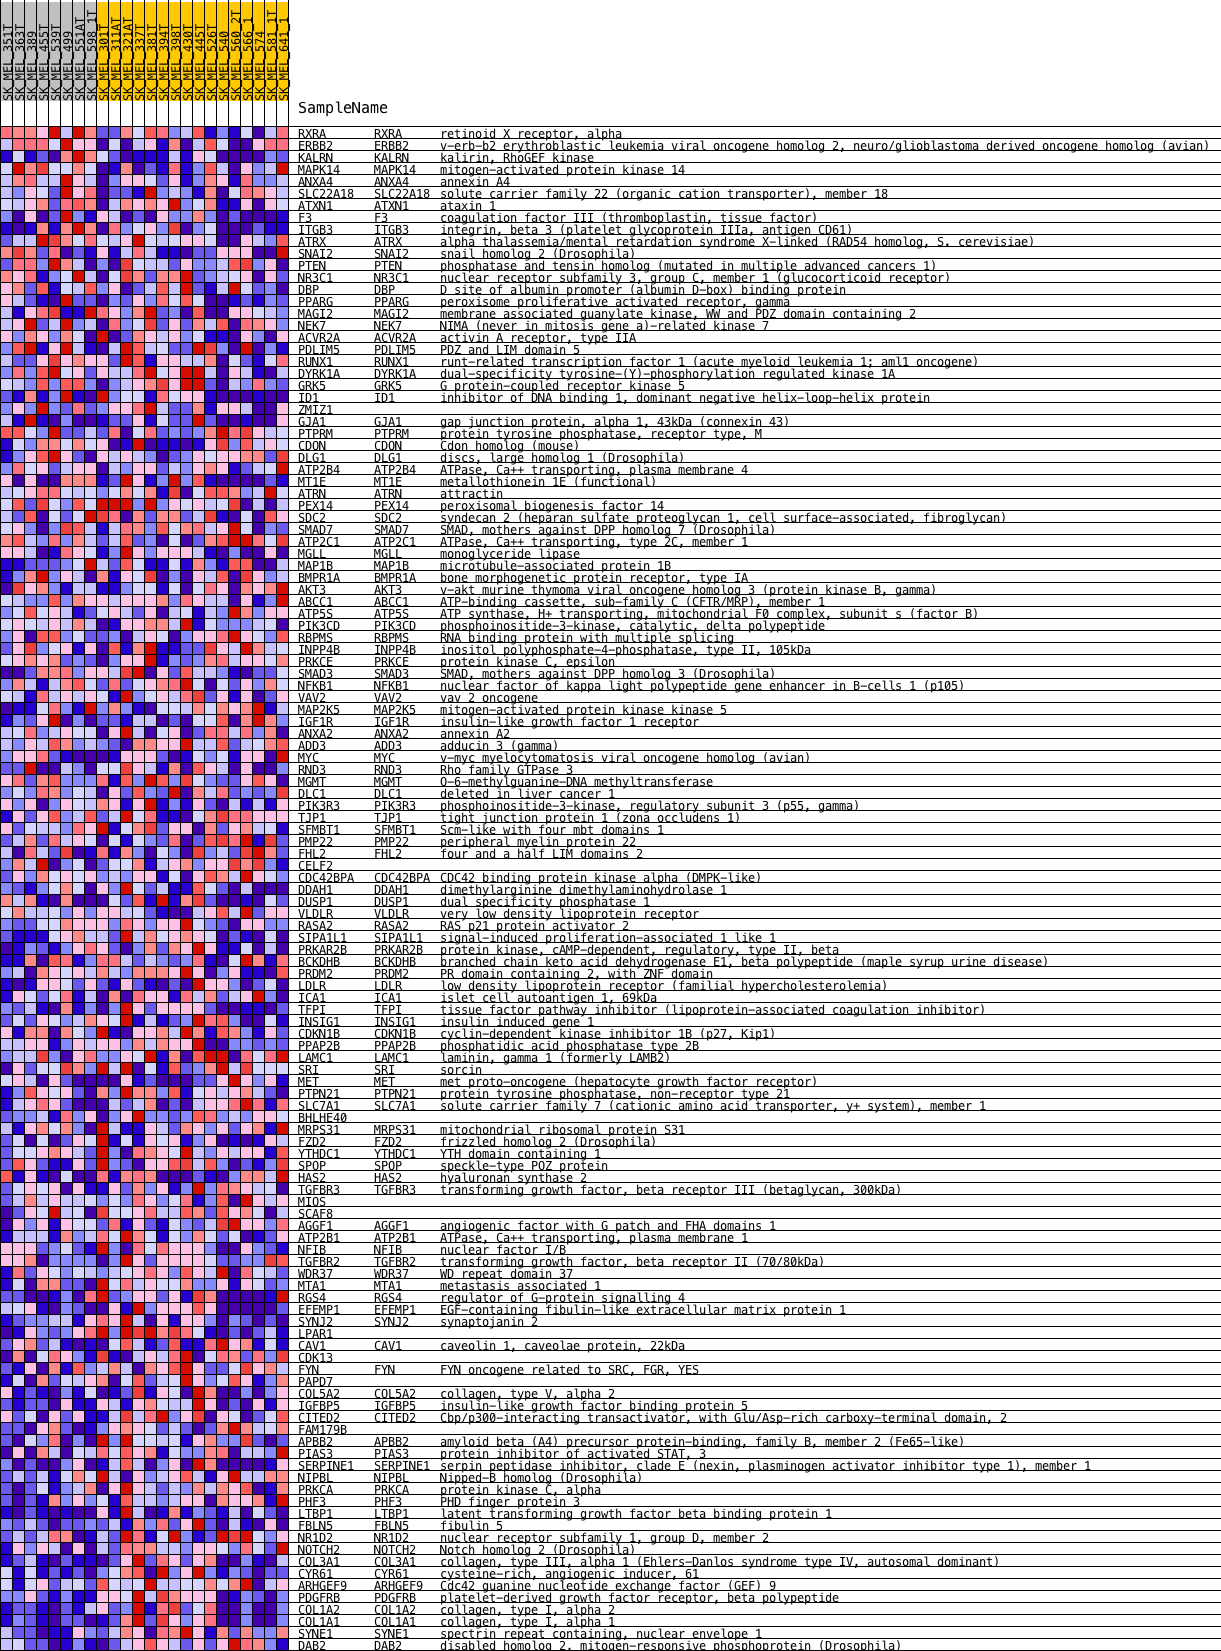 SK_MEL_351T
SK_MEL_363T
SK_MEL_389
SK_MEL_455T
SK_MEL_539T
SK_MEL_499
SK_MEL_551AT
SK_MEL_598_1T
SK_MEL_301T
SK_MEL_311AT
SK_MEL_321AT
SK_MEL_337T
SK_MEL_381T
SK_MEL_394T
SK_MEL_398T
SK_MEL_430T
SK_MEL_445T
SK_MEL_526T
SK_MEL_540
SK_MEL_560_2T
SK_MEL_566_1
SK_MEL_574
SK_MEL_581_1T
SK_MEL_641_1
SampleName
RXRA RXRA retinoid X receptor, alpha
ERBB2 ERBB2 v-erb-b2 erythroblastic leukemia viral oncogene homolog 2, neuro/glioblastoma derived oncogene homolog (avian)
KALRN KALRN kalirin, RhoGEF kinase
MAPK14 MAPK14 mitogen-activated protein kinase 14
ANXA4 ANXA4 annexin A4
SLC22A18 SLC22A18 solute carrier family 22 (organic cation transporter), member 18
ATXN1 ATXN1 ataxin 1
F3 F3 coagulation factor III (thromboplastin, tissue factor)
ITGB3 ITGB3 integrin, beta 3 (platelet glycoprotein IIIa, antigen CD61)
ATRX ATRX alpha thalassemia/mental retardation syndrome X-linked (RAD54 homolog, S. cerevisiae)
SNAI2 SNAI2 snail homolog 2 (Drosophila)
PTEN PTEN phosphatase and tensin homolog (mutated in multiple advanced cancers 1)
NR3C1 NR3C1 nuclear receptor subfamily 3, group C, member 1 (glucocorticoid receptor)
DBP DBP D site of albumin promoter (albumin D-box) binding protein
PPARG PPARG peroxisome proliferative activated receptor, gamma
MAGI2 MAGI2 membrane associated guanylate kinase, WW and PDZ domain containing 2
NEK7 NEK7 NIMA (never in mitosis gene a)-related kinase 7
ACVR2A ACVR2A activin A receptor, type IIA
PDLIM5 PDLIM5 PDZ and LIM domain 5
RUNX1 RUNX1 runt-related transcription factor 1 (acute myeloid leukemia 1; aml1 oncogene)
DYRK1A DYRK1A dual-specificity tyrosine-(Y)-phosphorylation regulated kinase 1A
GRK5 GRK5 G protein-coupled receptor kinase 5
ID1 ID1 inhibitor of DNA binding 1, dominant negative helix-loop-helix protein
ZMIZ1
GJA1 GJA1 gap junction protein, alpha 1, 43kDa (connexin 43)
PTPRM PTPRM protein tyrosine phosphatase, receptor type, M
CDON CDON Cdon homolog (mouse)
DLG1 DLG1 discs, large homolog 1 (Drosophila)
ATP2B4 ATP2B4 ATPase, Ca++ transporting, plasma membrane 4
MT1E MT1E metallothionein 1E (functional)
ATRN ATRN attractin
PEX14 PEX14 peroxisomal biogenesis factor 14
SDC2 SDC2 syndecan 2 (heparan sulfate proteoglycan 1, cell surface-associated, fibroglycan)
SMAD7 SMAD7 SMAD, mothers against DPP homolog 7 (Drosophila)
ATP2C1 ATP2C1 ATPase, Ca++ transporting, type 2C, member 1
MGLL MGLL monoglyceride lipase
MAP1B MAP1B microtubule-associated protein 1B
BMPR1A BMPR1A bone morphogenetic protein receptor, type IA
AKT3 AKT3 v-akt murine thymoma viral oncogene homolog 3 (protein kinase B, gamma)
ABCC1 ABCC1 ATP-binding cassette, sub-family C (CFTR/MRP), member 1
ATP5S ATP5S ATP synthase, H+ transporting, mitochondrial F0 complex, subunit s (factor B)
PIK3CD PIK3CD phosphoinositide-3-kinase, catalytic, delta polypeptide
RBPMS RBPMS RNA binding protein with multiple splicing
INPP4B INPP4B inositol polyphosphate-4-phosphatase, type II, 105kDa
PRKCE PRKCE protein kinase C, epsilon
SMAD3 SMAD3 SMAD, mothers against DPP homolog 3 (Drosophila)
NFKB1 NFKB1 nuclear factor of kappa light polypeptide gene enhancer in B-cells 1 (p105)
VAV2 VAV2 vav 2 oncogene
MAP2K5 MAP2K5 mitogen-activated protein kinase kinase 5
IGF1R IGF1R insulin-like growth factor 1 receptor
ANXA2 ANXA2 annexin A2
ADD3 ADD3 adducin 3 (gamma)
MYC MYC v-myc myelocytomatosis viral oncogene homolog (avian)
RND3 RND3 Rho family GTPase 3
MGMT MGMT O-6-methylguanine-DNA methyltransferase
DLC1 DLC1 deleted in liver cancer 1
PIK3R3 PIK3R3 phosphoinositide-3-kinase, regulatory subunit 3 (p55, gamma)
TJP1 TJP1 tight junction protein 1 (zona occludens 1)
SFMBT1 SFMBT1 Scm-like with four mbt domains 1
PMP22 PMP22 peripheral myelin protein 22
FHL2 FHL2 four and a half LIM domains 2
CELF2
CDC42BPA CDC42BPA CDC42 binding protein kinase alpha (DMPK-like)
DDAH1 DDAH1 dimethylarginine dimethylaminohydrolase 1
DUSP1 DUSP1 dual specificity phosphatase 1
VLDLR VLDLR very low density lipoprotein receptor
RASA2 RASA2 RAS p21 protein activator 2
SIPA1L1 SIPA1L1 signal-induced proliferation-associated 1 like 1
PRKAR2B PRKAR2B protein kinase, cAMP-dependent, regulatory, type II, beta
BCKDHB BCKDHB branched chain keto acid dehydrogenase E1, beta polypeptide (maple syrup urine disease)
PRDM2 PRDM2 PR domain containing 2, with ZNF domain
LDLR LDLR low density lipoprotein receptor (familial hypercholesterolemia)
ICA1 ICA1 islet cell autoantigen 1, 69kDa
TFPI TFPI tissue factor pathway inhibitor (lipoprotein-associated coagulation inhibitor)
INSIG1 INSIG1 insulin induced gene 1
CDKN1B CDKN1B cyclin-dependent kinase inhibitor 1B (p27, Kip1)
PPAP2B PPAP2B phosphatidic acid phosphatase type 2B
LAMC1 LAMC1 laminin, gamma 1 (formerly LAMB2)
SRI SRI sorcin
MET MET met proto-oncogene (hepatocyte growth factor receptor)
PTPN21 PTPN21 protein tyrosine phosphatase, non-receptor type 21
SLC7A1 SLC7A1 solute carrier family 7 (cationic amino acid transporter, y+ system), member 1
BHLHE40
MRPS31 MRPS31 mitochondrial ribosomal protein S31
FZD2 FZD2 frizzled homolog 2 (Drosophila)
YTHDC1 YTHDC1 YTH domain containing 1
SPOP SPOP speckle-type POZ protein
HAS2 HAS2 hyaluronan synthase 2
TGFBR3 TGFBR3 transforming growth factor, beta receptor III (betaglycan, 300kDa)
MIOS
SCAF8
AGGF1 AGGF1 angiogenic factor with G patch and FHA domains 1
ATP2B1 ATP2B1 ATPase, Ca++ transporting, plasma membrane 1
NFIB NFIB nuclear factor I/B
TGFBR2 TGFBR2 transforming growth factor, beta receptor II (70/80kDa)
WDR37 WDR37 WD repeat domain 37
MTA1 MTA1 metastasis associated 1
RGS4 RGS4 regulator of G-protein signalling 4
EFEMP1 EFEMP1 EGF-containing fibulin-like extracellular matrix protein 1
SYNJ2 SYNJ2 synaptojanin 2
LPAR1
CAV1 CAV1 caveolin 1, caveolae protein, 22kDa
CDK13
FYN FYN FYN oncogene related to SRC, FGR, YES
PAPD7
COL5A2 COL5A2 collagen, type V, alpha 2
IGFBP5 IGFBP5 insulin-like growth factor binding protein 5
CITED2 CITED2 Cbp/p300-interacting transactivator, with Glu/Asp-rich carboxy-terminal domain, 2
FAM179B
APBB2 APBB2 amyloid beta (A4) precursor protein-binding, family B, member 2 (Fe65-like)
PIAS3 PIAS3 protein inhibitor of activated STAT, 3
SERPINE1 SERPINE1 serpin peptidase inhibitor, clade E (nexin, plasminogen activator inhibitor type 1), member 1
NIPBL NIPBL Nipped-B homolog (Drosophila)
PRKCA PRKCA protein kinase C, alpha
PHF3 PHF3 PHD finger protein 3
LTBP1 LTBP1 latent transforming growth factor beta binding protein 1
FBLN5 FBLN5 fibulin 5
NR1D2 NR1D2 nuclear receptor subfamily 1, group D, member 2
NOTCH2 NOTCH2 Notch homolog 2 (Drosophila)
COL3A1 COL3A1 collagen, type III, alpha 1 (Ehlers-Danlos syndrome type IV, autosomal dominant)
CYR61 CYR61 cysteine-rich, angiogenic inducer, 61
ARHGEF9 ARHGEF9 Cdc42 guanine nucleotide exchange factor (GEF) 9
PDGFRB PDGFRB platelet-derived growth factor receptor, beta polypeptide
COL1A2 COL1A2 collagen, type I, alpha 2
COL1A1 COL1A1 collagen, type I, alpha 1
SYNE1 SYNE1 spectrin repeat containing, nuclear envelope 1
DAB2 DAB2 disabled homolog 2, mitogen-responsive phosphoprotein (Drosophila)